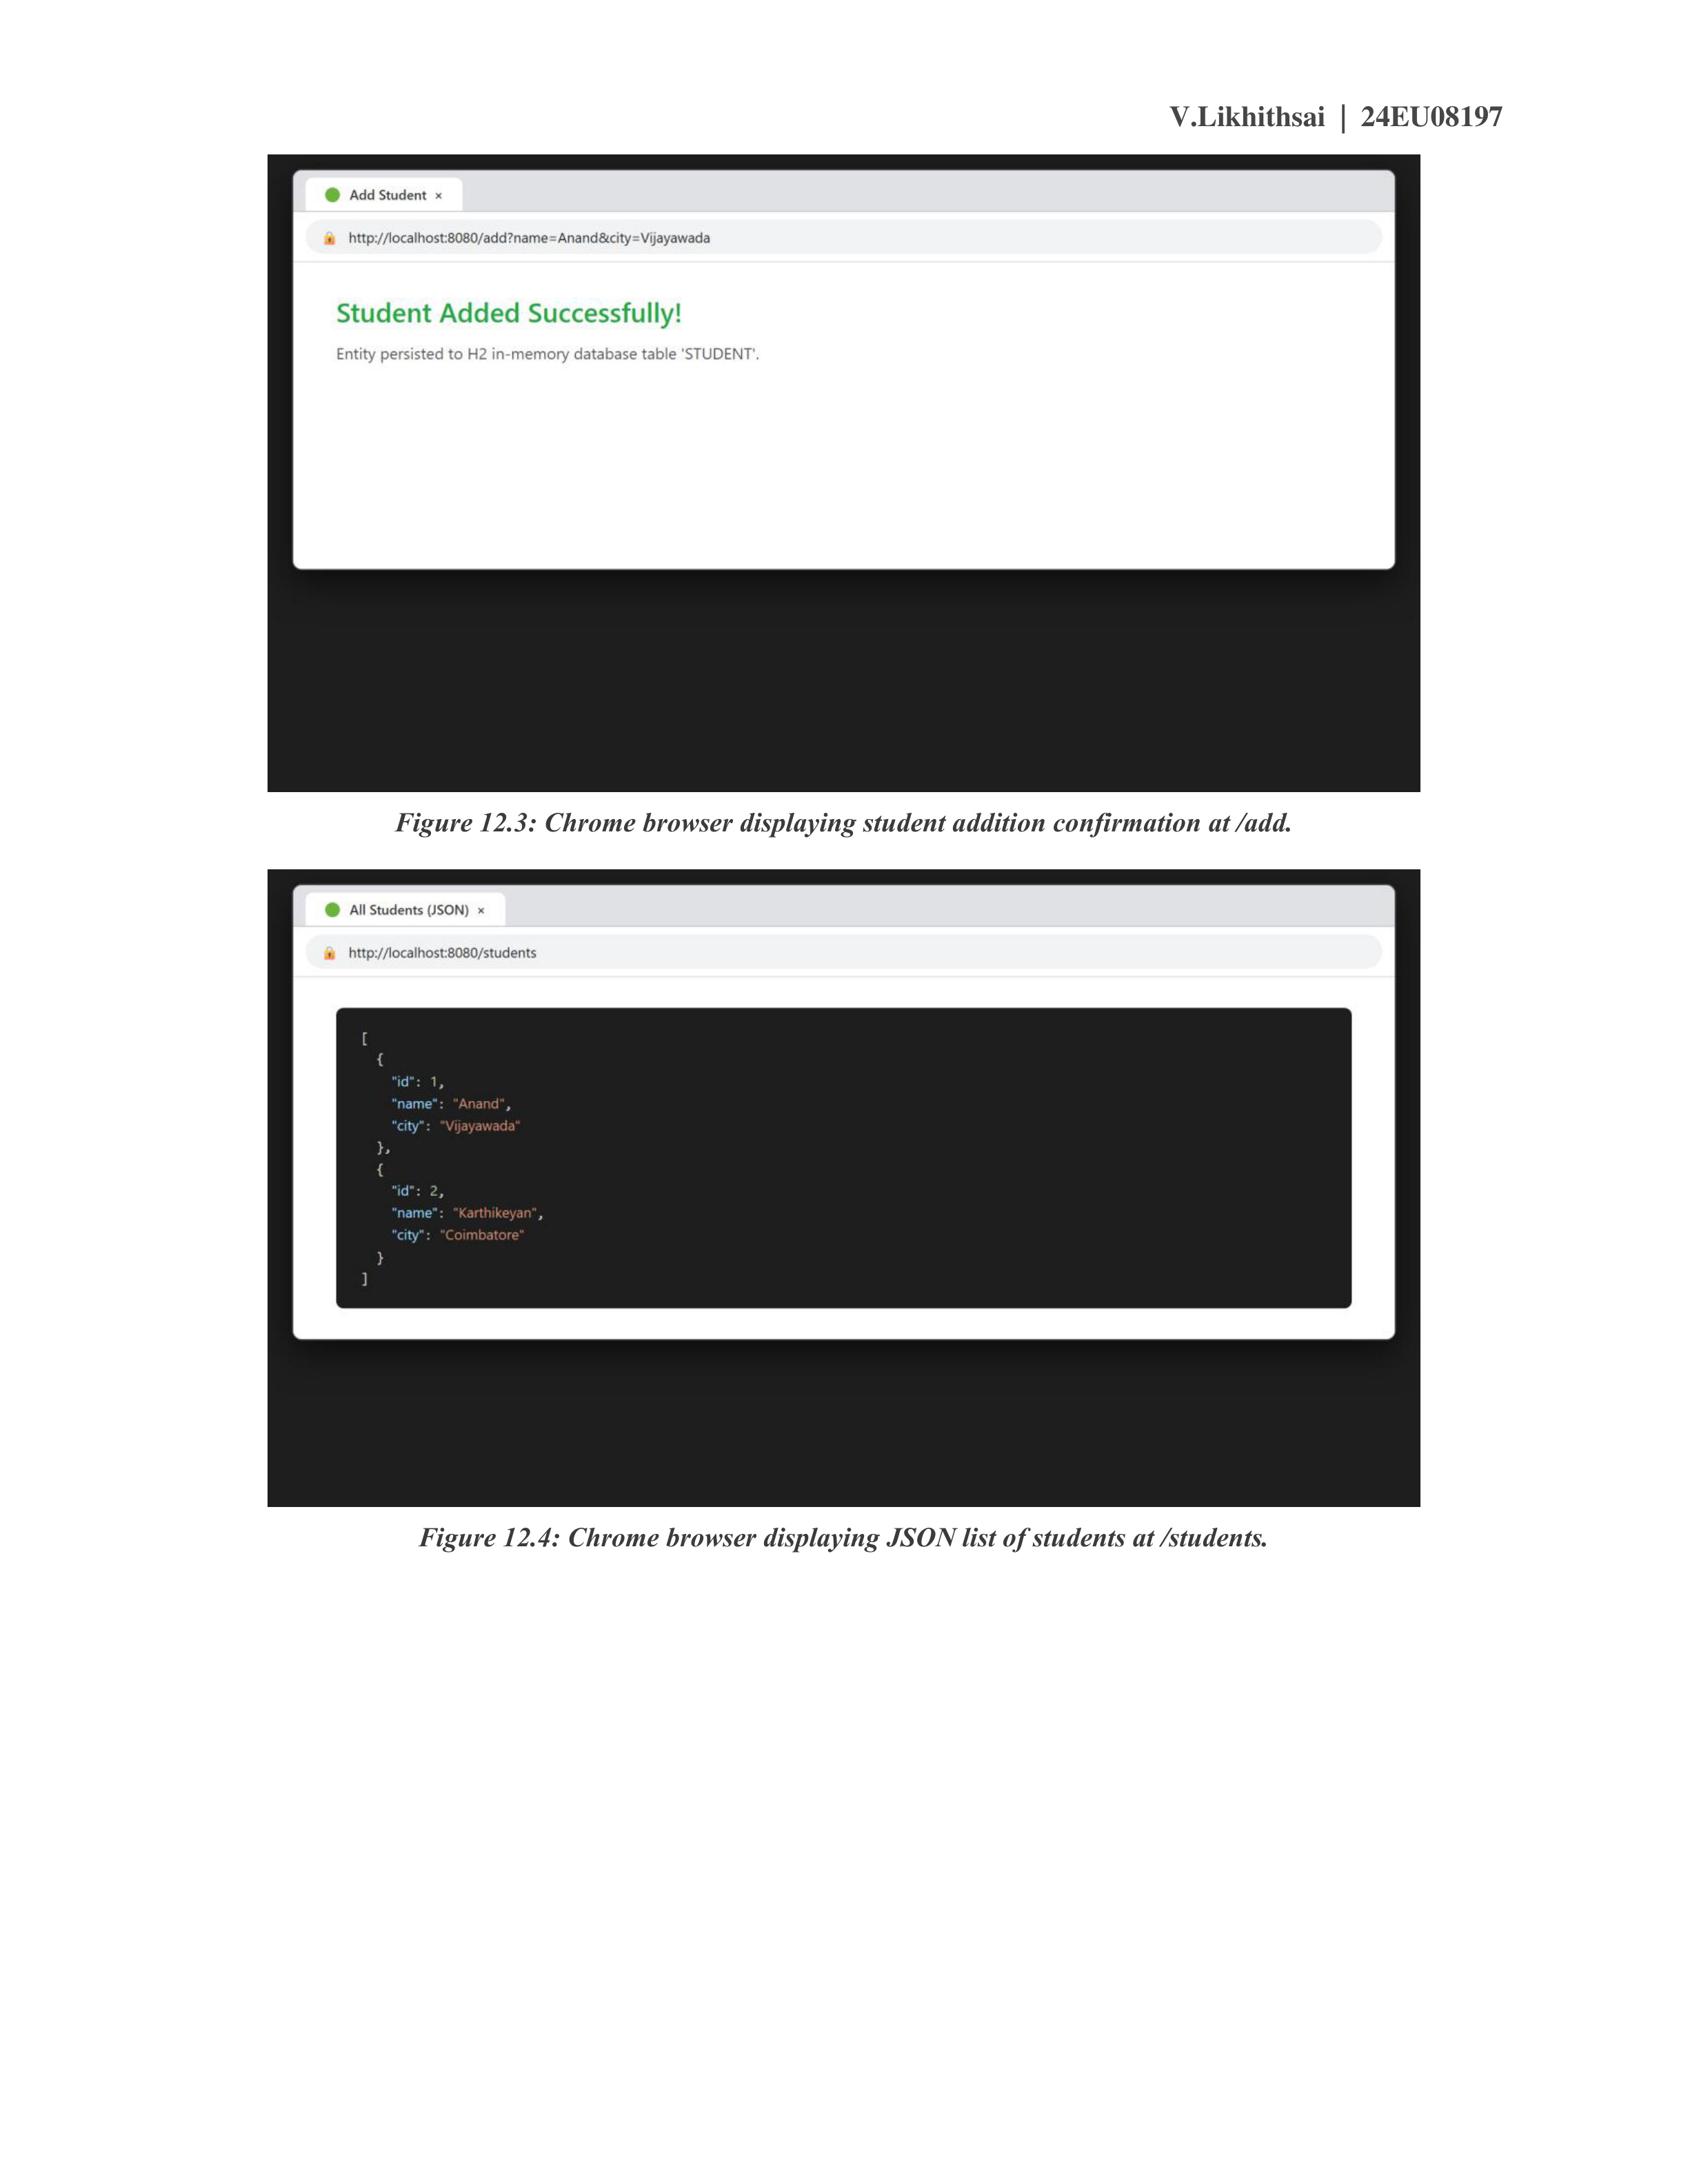 V.Likhithsai | 24EU08197
Add Student ×
http://localhost:8080/add?name=Anand&city=Vijayawada
Student Added Successfully!
Entity persisted to H2 in-memory database table 'STUDENT'.
Figure 12.3: Chrome browser displaying student addition confirmation at /add.
All Students (JSON) ×
http://localhost:8080/students
[
{
"id": 1,
"name": "Anand",
"city": "Vijayawada"
},
{
"id": 2,
"name": "Karthikeyan",
"city": "Coimbatore"
}
]
Figure 12.4: Chrome browser displaying JSON list of students at /students.